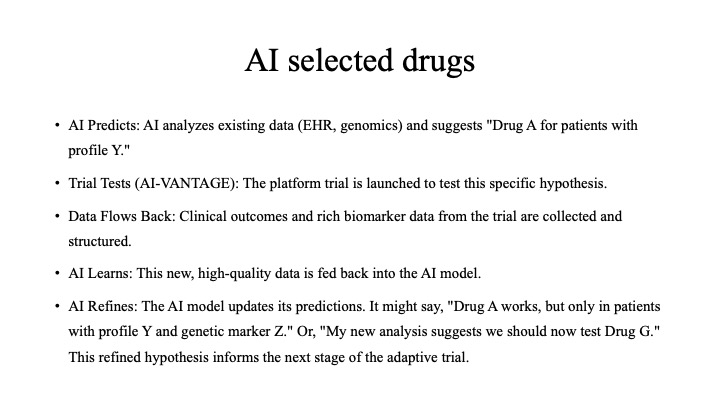 AI selected drugs
• AI Predicts: AI analyzes existing data (EHR, genomics) and suggests "Drug A for patients with
profile Y."
• Trial Tests (AI-VANTAGE): The platform trial is launched to test this specific hypothesis.
• Data Flows Back: Clinical outcomes and rich biomarker data from the trial are collected and
structured.
• AI Learns: This new, high-quality data is fed back into the AI model.
• AI Refines: The AI model updates its predictions. It might say, "Drug A works, but only in patients
with profile Y and genetic marker Z." Or, "My new analysis suggests we should now test Drug G."
This refined hypothesis informs the next stage of the adaptive trial.